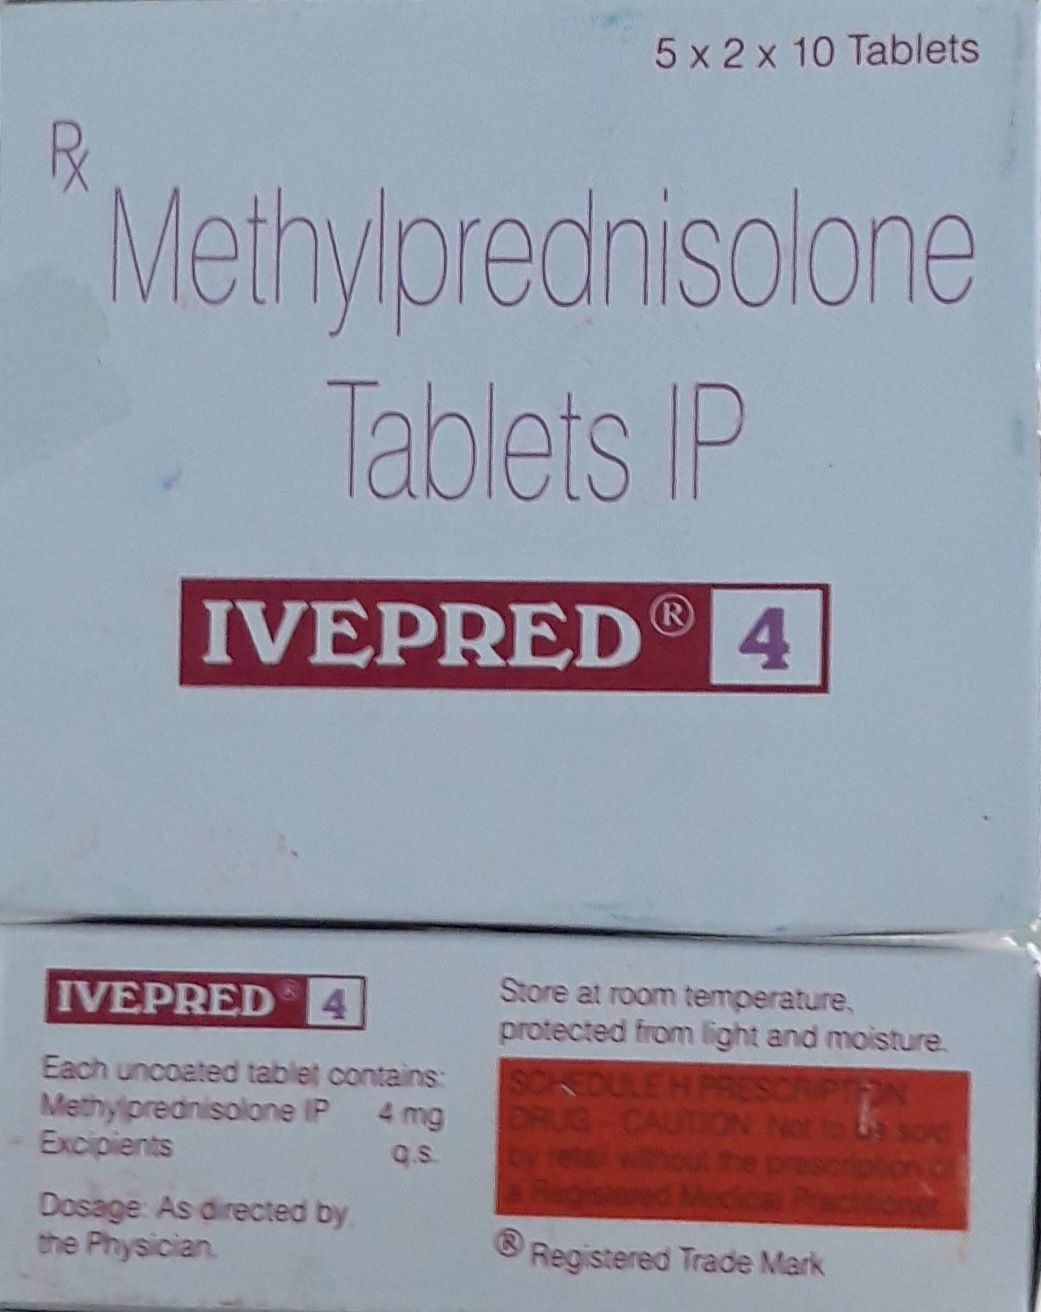 5 x 2 x 10 Tablets
Rx
Methylprednisolone
Tablets IP
IVEPRED® 4
IVEPRED® 4
Each uncoated tablet contains:
Methylprednisolone IP 4 mg
Excipients q.s.
Dosage: As directed by
the Physician.
Store at room temperature,
protected from light and moisture.
SCHEDULE H PRESCRIPTION
DRUG - CAUTION Not to be sold
by retail without the prescription of
a Registered Medical Practitioner.
® Registered Trade Mark